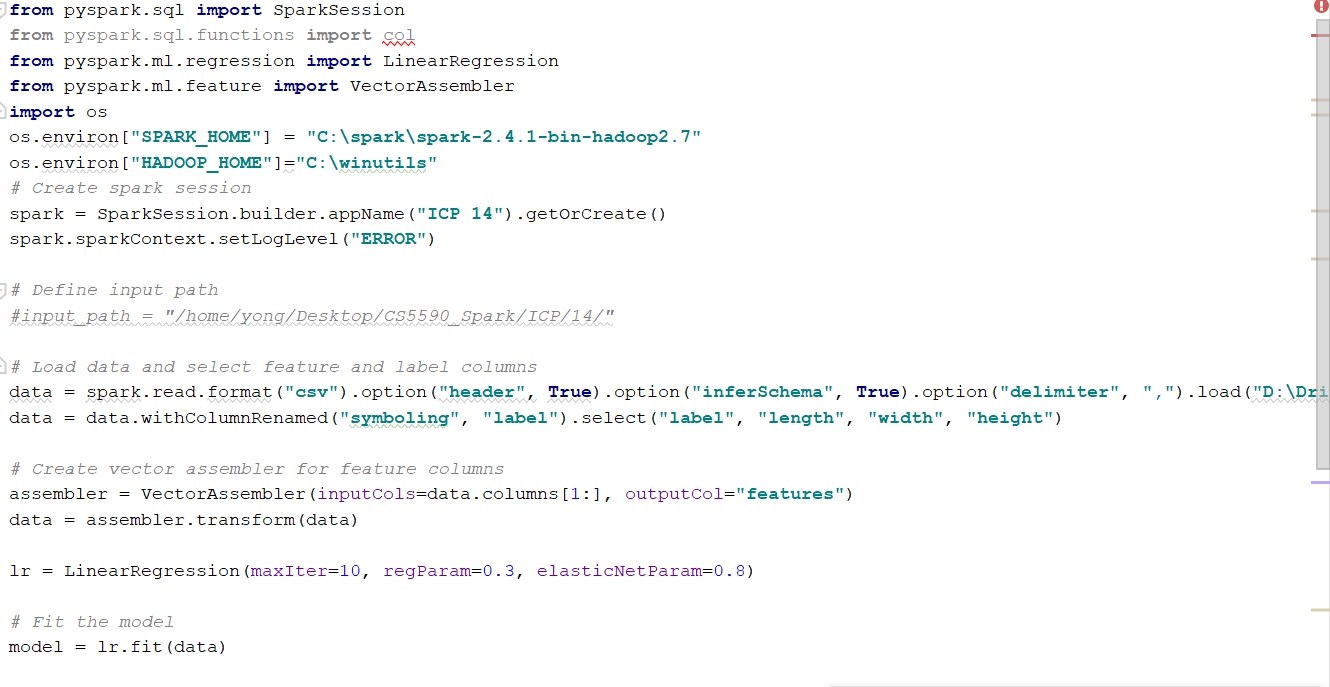 from pyspark.sql import SparkSession
from pyspark.sql.functions import col
from pyspark.ml.regression import LinearRegression
from pyspark.ml.feature import VectorAssembler
import os
os.environ["SPARK_HOME"] = "C:\spark\spark-2.4.1-bin-hadoop2.7"
os.environ["HADOOP_HOME"]="C:\winutils"
# Create spark session
spark = SparkSession.builder.appName("ICP 14").getOrCreate()
spark.sparkContext.setLogLevel("ERROR")
# Define input path
#input_path = "/home/yong/Desktop/CS5590_Spark/ICP/14/"
# Load data and select feature and label columns
data = spark.read.format("csv").option("header", True).option("inferSchema", True).option("delimiter", ",").load("D:\Dri
data = data.withColumnRenamed("symboling", "label").select("label", "length", "width", "height")
# Create vector assembler for feature columns
assembler = VectorAssembler(inputCols=data.columns[1:], outputCol="features")
data = assembler.transform(data)
lr = LinearRegression(maxIter=10, regParam=0.3, elasticNetParam=0.8)
# Fit the model
model = lr.fit(data)